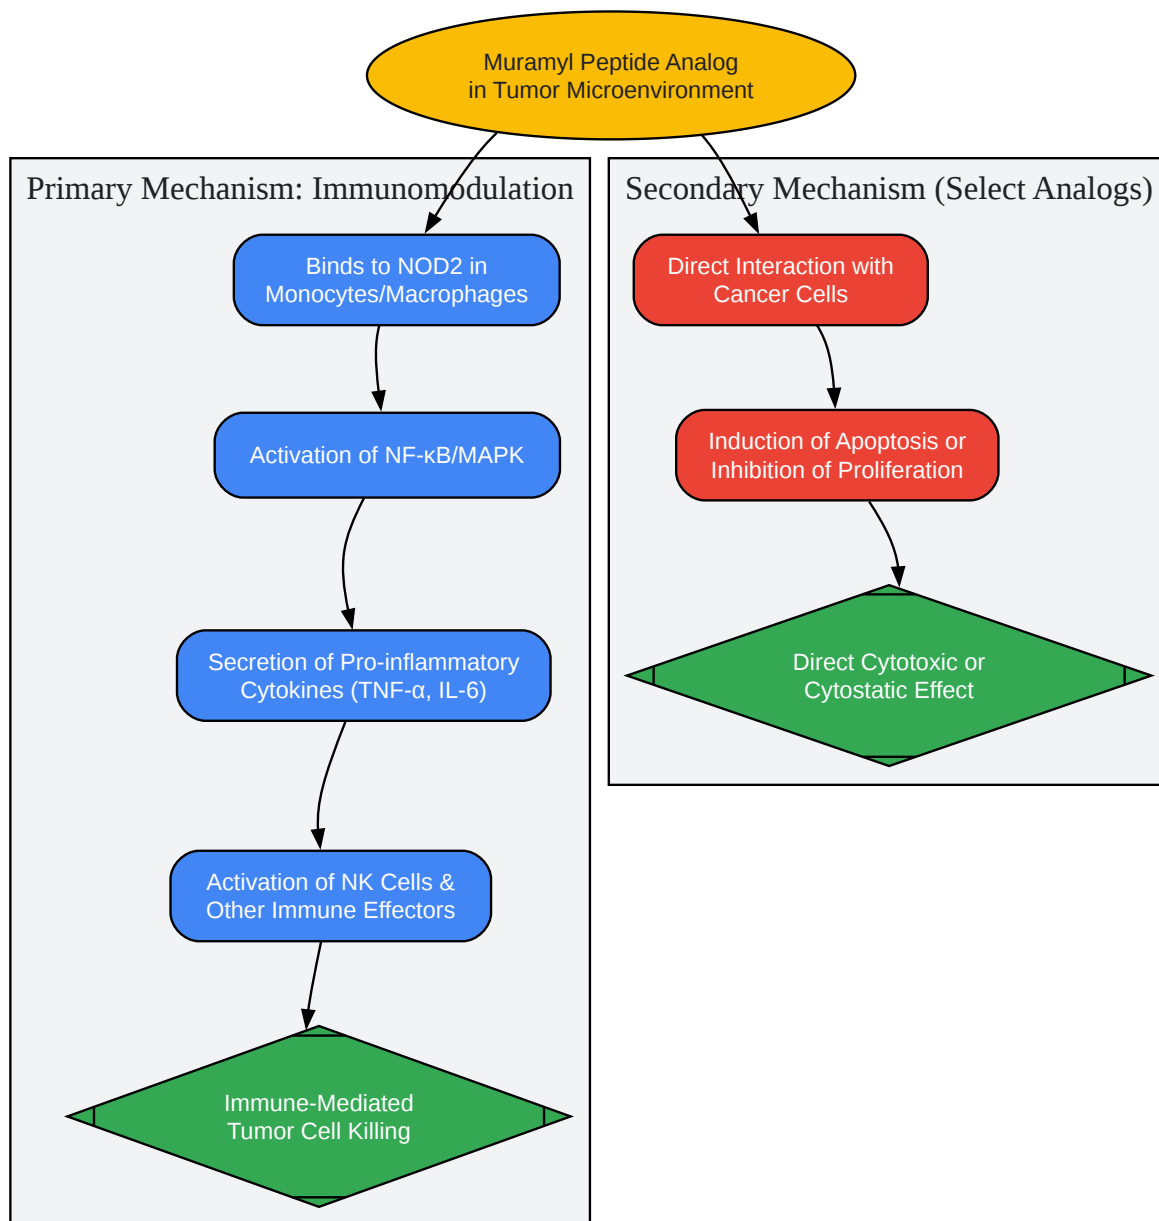 Muramyl Peptide Analog
in Tumor Microenvironment
Primary Mechanism: Immunomodulation
Binds to NOD2 in
Monocytes/Macrophages
Activation of NF-κB/MAPK
Secretion of Pro-inflammatory
Cytokines (TNF-α, IL-6)
Activation of NK Cells &
Other Immune Effectors
Immune-Mediated
Tumor Cell Killing
Secondary Mechanism (Select Analogs)
Direct Interaction with
Cancer Cells
Induction of Apoptosis or
Inhibition of Proliferation
Direct Cytotoxic or
Cytostatic Effect